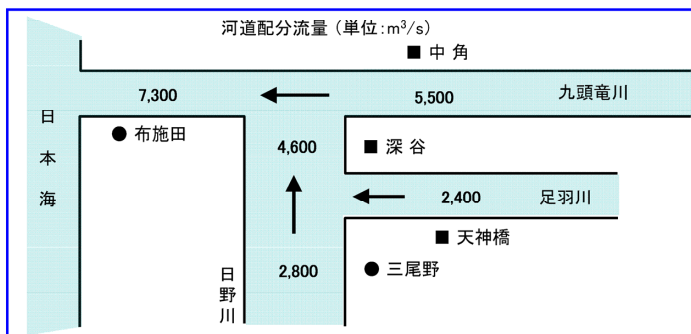 河道配分流量 (単位:m³/s)
■ 中 角
7,300
5,500
九頭竜川
日本海
● 布施田
4,600
■ 深 谷
2,400
足羽川
■ 天神橋
日野川
2,800
● 三尾野